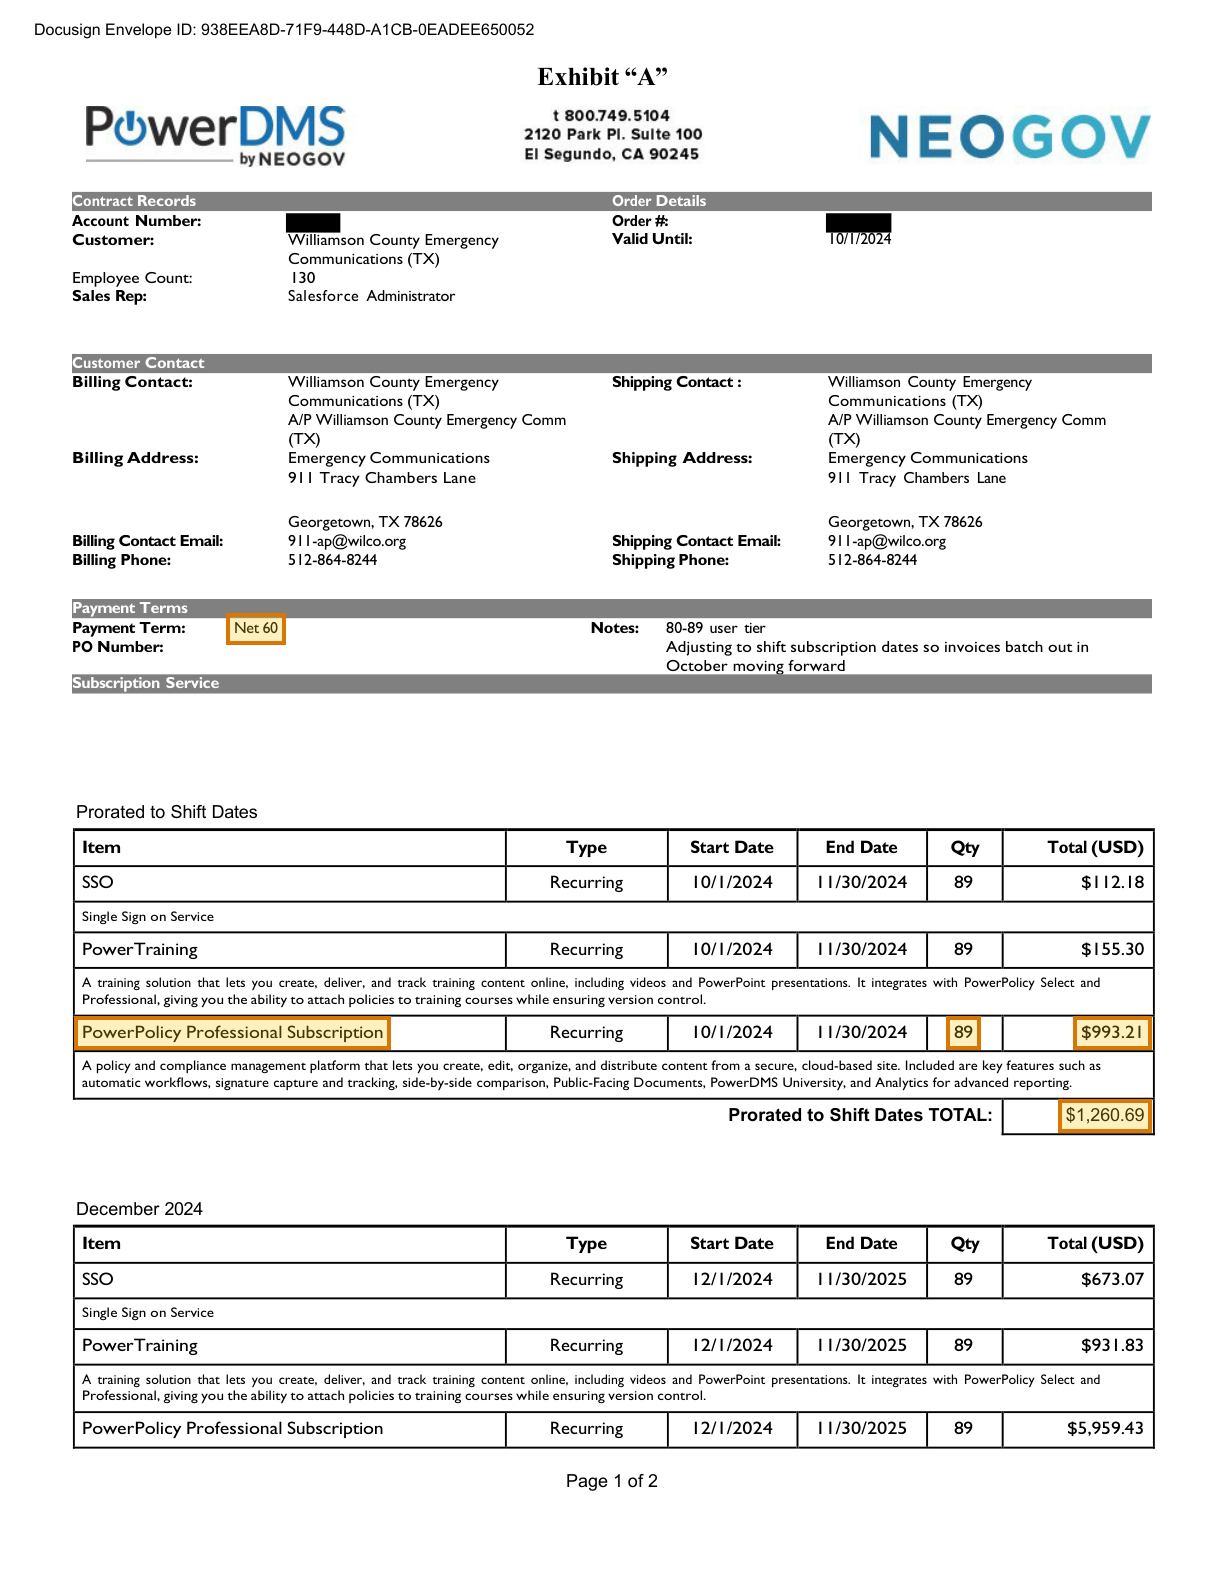 Docusign Envelope ID: 938EEA8D-71F9-448D-A1CB-0EADEE650052
Exhibit “A”
PowerDMS
by NEOGOV
t 800.749.5104
2120 Park Pl. Suite 100
El Segundo, CA 90245
NEOGOV
Contract Records Order Details
Account Number: Order #:
Customer: Williamson County Emergency Valid Until: 10/1/2024
Communications (TX)
Employee Count: 130
Sales Rep: Salesforce Administrator
Customer Contact
Billing Contact: Williamson County Emergency Shipping Contact : Williamson County Emergency
Communications (TX) Communications (TX)
A/P Williamson County Emergency Comm A/P Williamson County Emergency Comm
(TX) (TX)
Billing Address: Emergency Communications Shipping Address: Emergency Communications
911 Tracy Chambers Lane 911 Tracy Chambers Lane
Georgetown, TX 78626 Georgetown, TX 78626
Billing Contact Email: 911-ap@wilco.org Shipping Contact Email: 911-ap@wilco.org
Billing Phone: 512-864-8244 Shipping Phone: 512-864-8244
Payment Terms
Payment Term: Net 60 Notes: 80-89 user tier
PO Number: Adjusting to shift subscription dates so invoices batch out in
October moving forward
Subscription Service
Prorated to Shift Dates
Item Type Start Date End Date Qty Total (USD)
SSO Recurring 10/1/2024 11/30/2024 89 $112.18
Single Sign on Service
PowerTraining Recurring 10/1/2024 11/30/2024 89 $155.30
A training solution that lets you create, deliver, and track training content online, including videos and PowerPoint presentations. It integrates with PowerPolicy Select and
Professional, giving you the ability to attach policies to training courses while ensuring version control.
PowerPolicy Professional Subscription Recurring 10/1/2024 11/30/2024 89 $993.21
A policy and compliance management platform that lets you create, edit, organize, and distribute content from a secure, cloud-based site. Included are key features such as
automatic workflows, signature capture and tracking, side-by-side comparison, Public-Facing Documents, PowerDMS University, and Analytics for advanced reporting.
Prorated to Shift Dates TOTAL: $1,260.69
December 2024
Item Type Start Date End Date Qty Total (USD)
SSO Recurring 12/1/2024 11/30/2025 89 $673.07
Single Sign on Service
PowerTraining Recurring 12/1/2024 11/30/2025 89 $931.83
A training solution that lets you create, deliver, and track training content online, including videos and PowerPoint presentations. It integrates with PowerPolicy Select and
Professional, giving you the ability to attach policies to training courses while ensuring version control.
PowerPolicy Professional Subscription Recurring 12/1/2024 11/30/2025 89 $5,959.43
Page 1 of 2